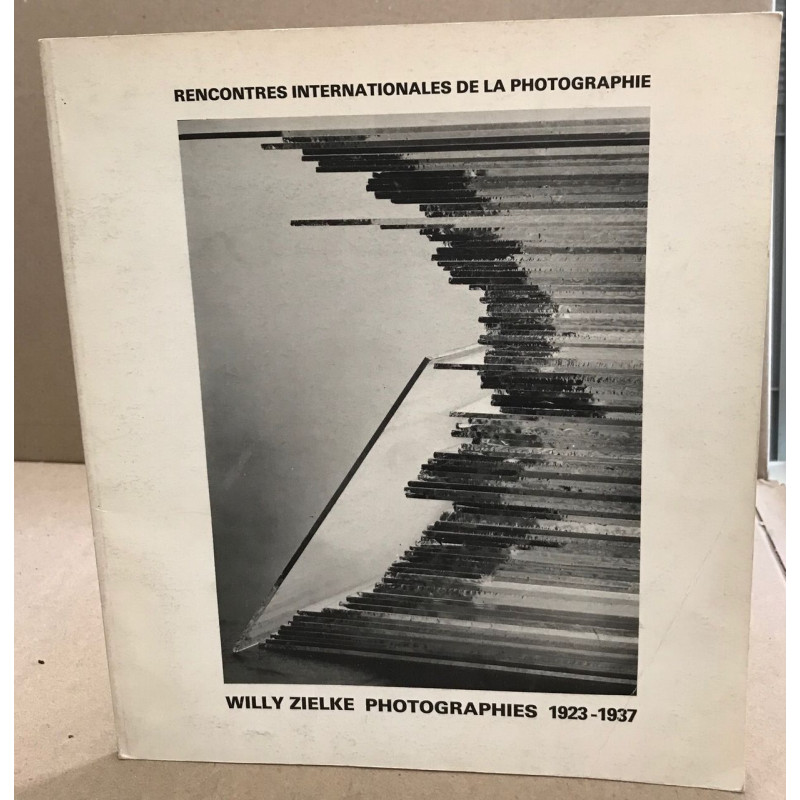 RENCONTRES INTERNATIONALES DE LA PHOTOGRAPHIE
WILLY ZIELKE PHOTOGRAPHIES 1923-1937